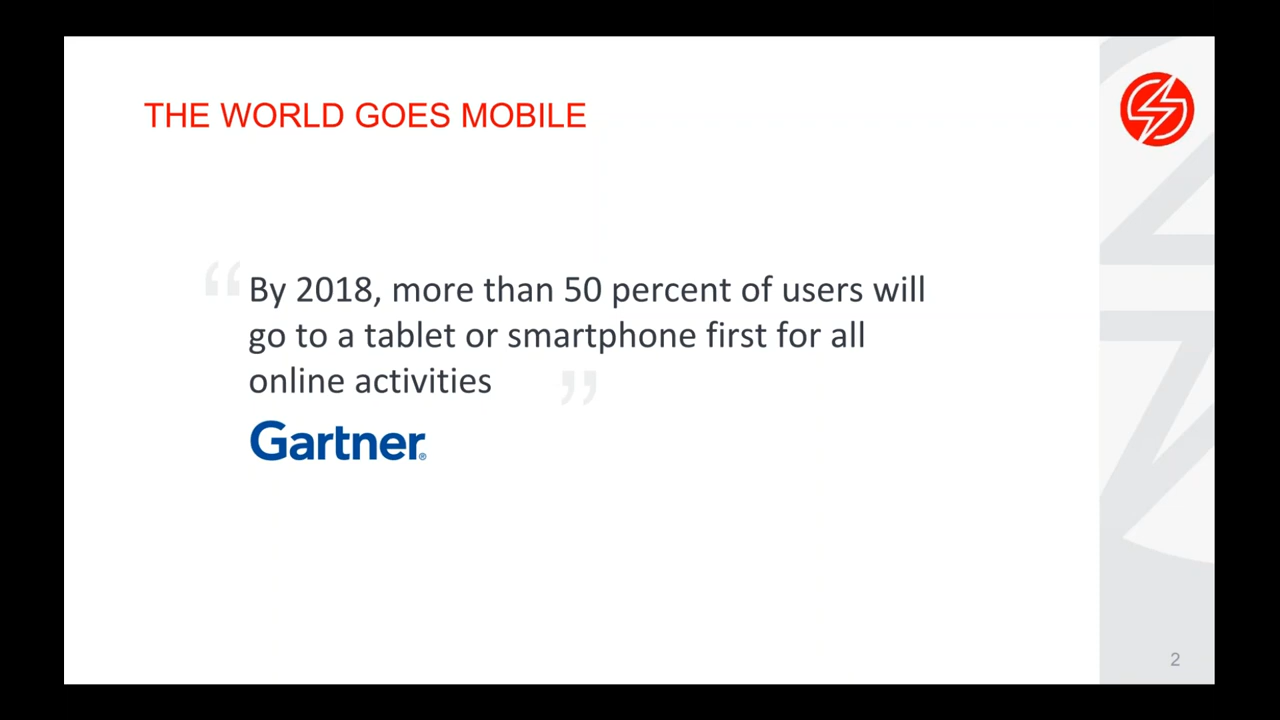 THE WORLD GOES MOBILE
“By 2018, more than 50 percent of users will
go to a tablet or smartphone first for all
online activities ”
Gartner®
2